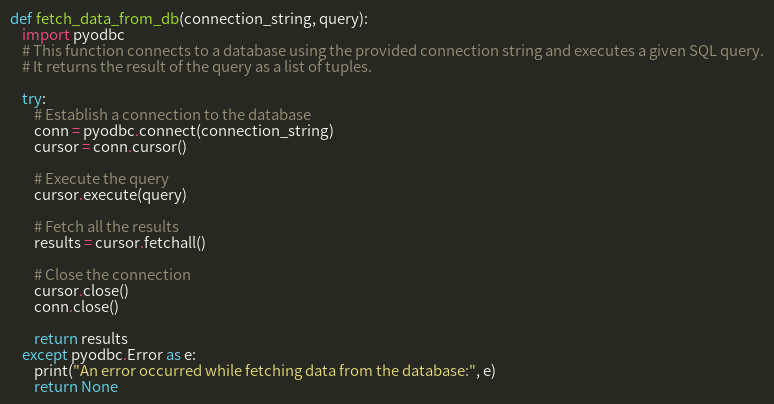 def fetch_data_from_db(connection_string, query):
    import pyodbc
    # This function connects to a database using the provided connection string and executes a given SQL query.
    # It returns the result of the query as a list of tuples.

    try:
        # Establish a connection to the database
        conn = pyodbc.connect(connection_string)
        cursor = conn.cursor()

        # Execute the query
        cursor.execute(query)

        # Fetch all the results
        results = cursor.fetchall()

        # Close the connection
        cursor.close()
        conn.close()

        return results
    except pyodbc.Error as e:
        print("An error occurred while fetching data from the database:", e)
        return None